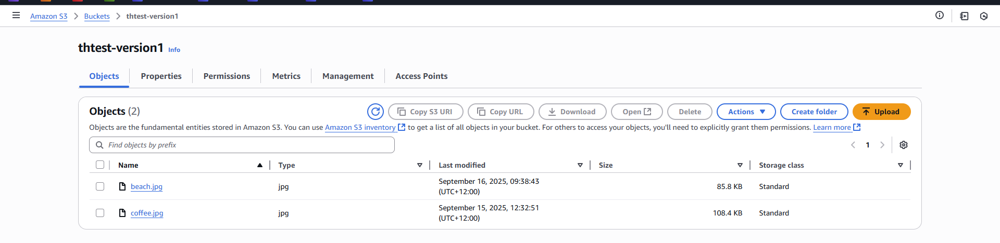 Amazon S3 > Buckets > thtest-version1
thtest-version1 Info
Objects Properties Permissions Metrics Management Access Points
Objects (2) Copy S3 URI Copy URL Download Open Delete Actions Create folder Upload
Objects are the fundamental entities stored in Amazon S3. You can use Amazon S3 inventory to get a list of all objects in your bucket. For others to access your objects, you'll need to explicitly grant them permissions. Learn more
Find objects by prefix 1
Name Type Last modified Size Storage class
beach.jpg jpg September 16, 2025, 09:38:43 (UTC+12:00) 85.8 KB Standard
coffee.jpg jpg September 15, 2025, 12:32:51 (UTC+12:00) 108.4 KB Standard